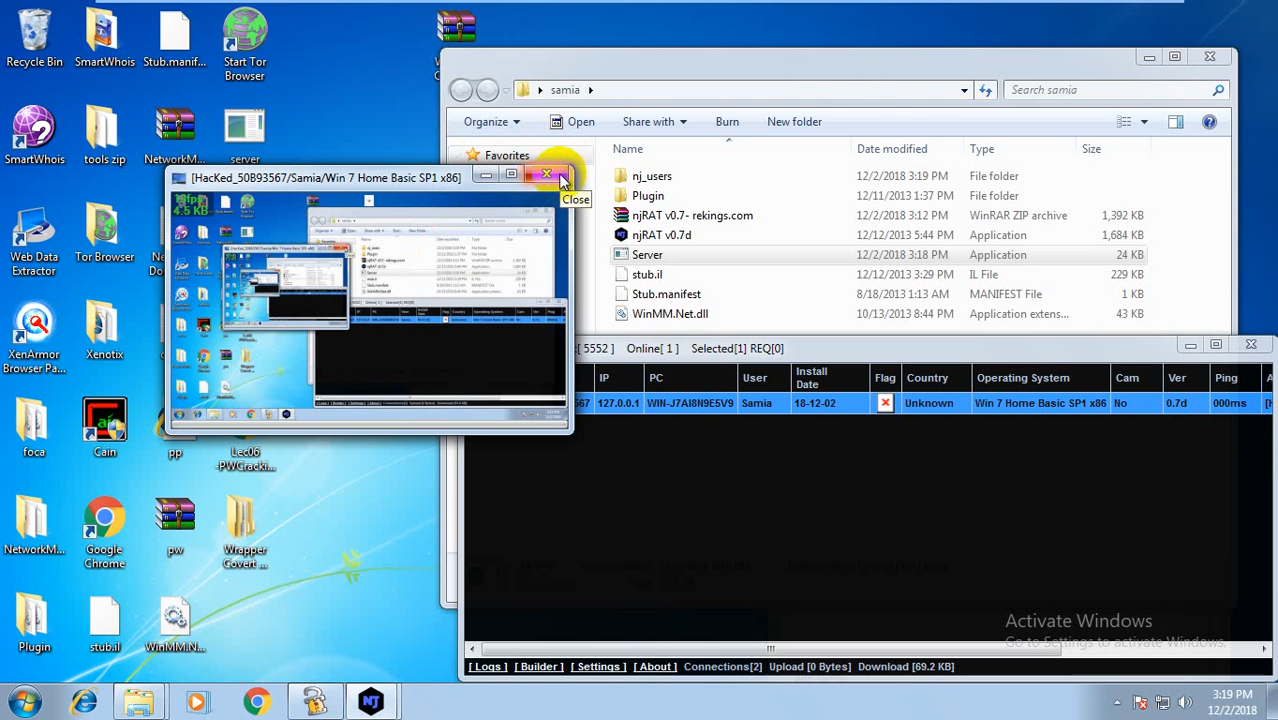 Recycle Bin
SmartWhois
Stub.manif...
Start Tor
Browser
SmartWhois
tools zip
NetworkM...
server
Web Data
Extractor
Tor Browser
XenArmor
Browser Pa...
Xenotix
foca
Cain
pp
Lec06
-PWCracki...
NetworkM...
Google
Chrome
pw
Wrapper
Govert ...
Plugin
stub.il
WinMM.N...
samia
Search samia
Organize
Open
Share with
Burn
New folder
Favorites
Name
Date modified
Type
Size
nj_users 12/2/2018 3:19 PM File folder
Plugin 12/2/2013 1:37 PM File folder
njRAT v0.7- rekings.com 12/2/2018 3:12 PM WinRAR ZIP archive 1,392 KB
njRAT v0.7d 12/2/2013 5:44 PM Application 1,684 KB
Server 12/2/2018 3:19 PM Application 24 KB
stub.il 12/2/2013 3:29 PM IL File 229 KB
Stub.manifest 8/18/2013 1:13 AM MANIFEST File 1 KB
WinMM.Net.dll 10/13/2013 8:44 PM Application extens... 43 KB
[HacKed_50B93567/Samia/Win 7 Home Basic SP1 x86]
Close
4.5 KB
5552 ] Online[ 1 ] Selected[1] REQ[0]
IP PC User Install
Date Flag Country Operating System Cam Ver Ping
567 127.0.0.1 WIN-J7AI8N9E5V9 Samia 18-12-02 Unknown Win 7 Home Basic SP1 x86 No 0.7d 000ms
Activate Windows
Go to Settings to activate Windows.
[ Logs ] [ Builder ] [ Settings ] [ About ] Connections[2] Upload [0 Bytes] Download [69.2 KB]
3:19 PM
12/2/2018